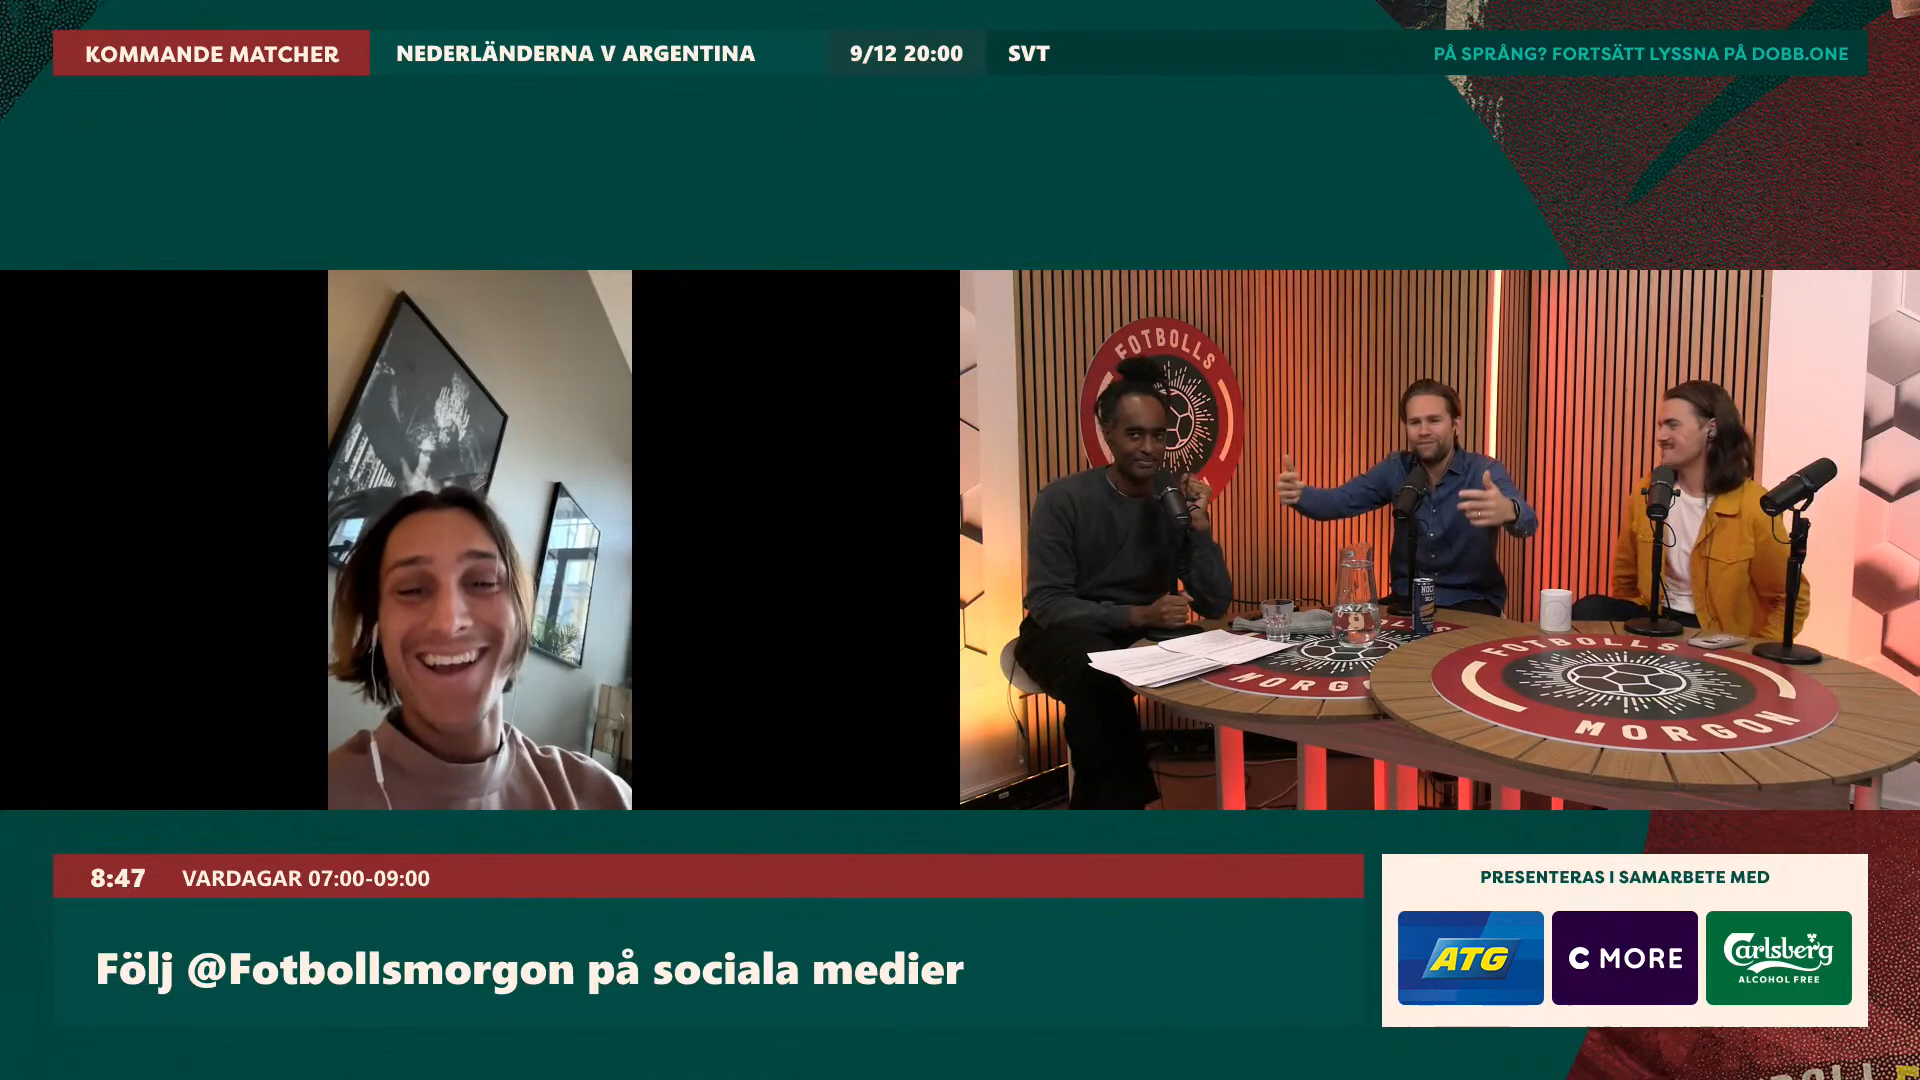 KOMMANDE MATCHER
NEDERLÄNDERNA V ARGENTINA
9/12 20:00
SVT
PÅ SPRÅNG? FORTSÄTT LYSSNA PÅ DOBB.ONE
FOTBOLLS
NOCCO
FOTBOLLS
MORGON
MORG
8:47
VARDAGAR 07:00-09:00
Följ @Fotbollsmorgon på sociala medier
PRESENTERAS I SAMARBETE MED
ATG
C MORE
Carlsberg
ALCOHOL FREE